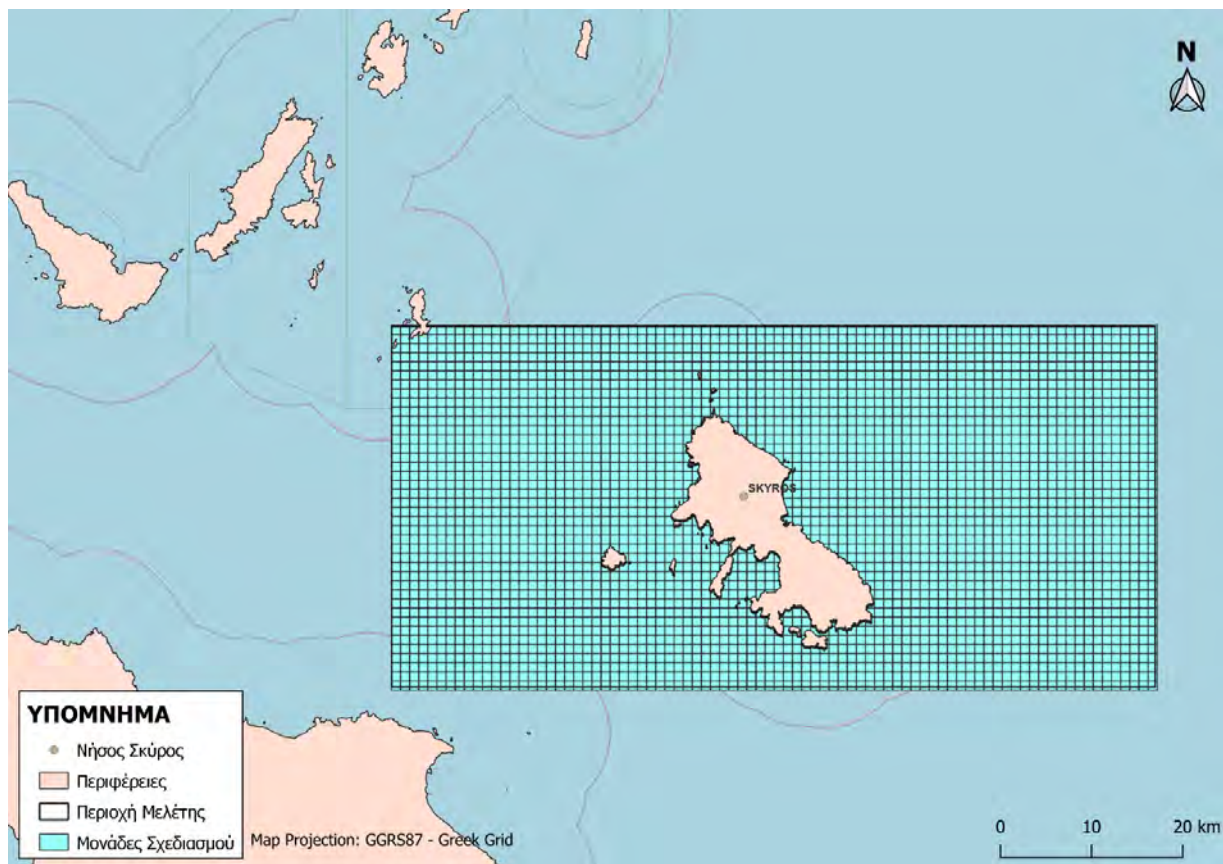 N
SKYROS
ΥΠΟΜΝΗΜΑ
Νήσος Σκύρος
Περιφέρειες
Περιοχή Μελέτης
Μονάδες Σχεδιασμού
Map Projection: GGRS87 - Greek Grid
0 10 20 km